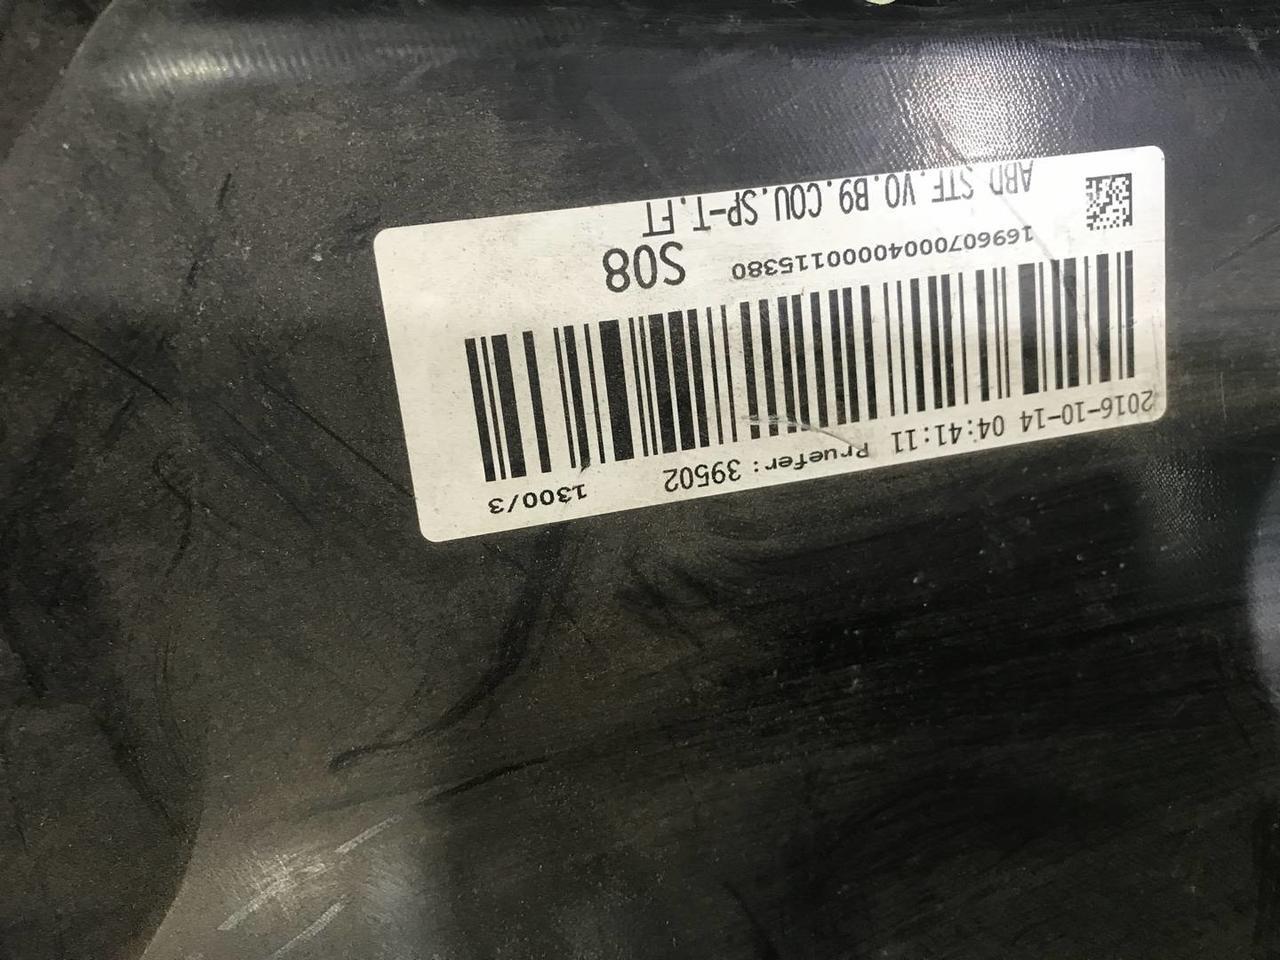 2016-10-14 04:41:11 Pruefer: 39502 1300/3
16960700040000115380 S08
ABD STF.VO.B9.COU.SP-T.FT